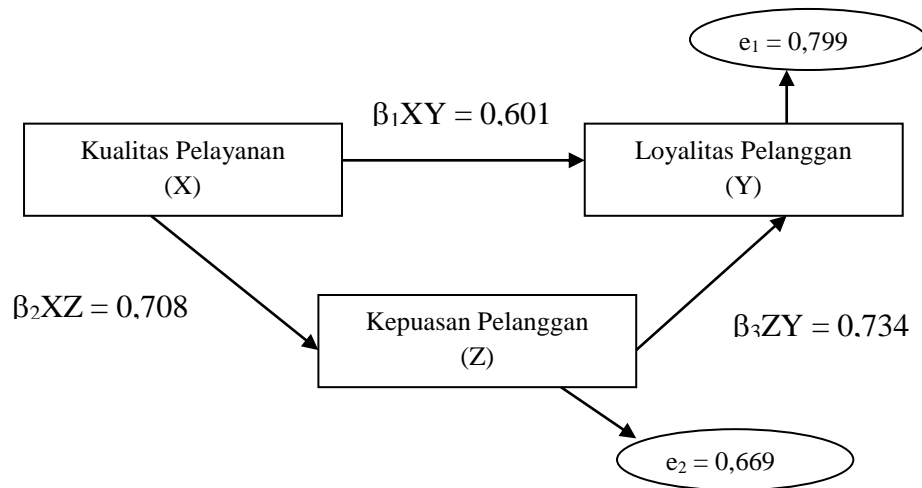 e₁ = 0,799
β₁XY = 0,601
Kualitas Pelayanan
(X)
Loyalitas Pelanggan
(Y)
β₂XZ = 0,708
Kepuasan Pelanggan
(Z)
β₃ZY = 0,734
e₂ = 0,669